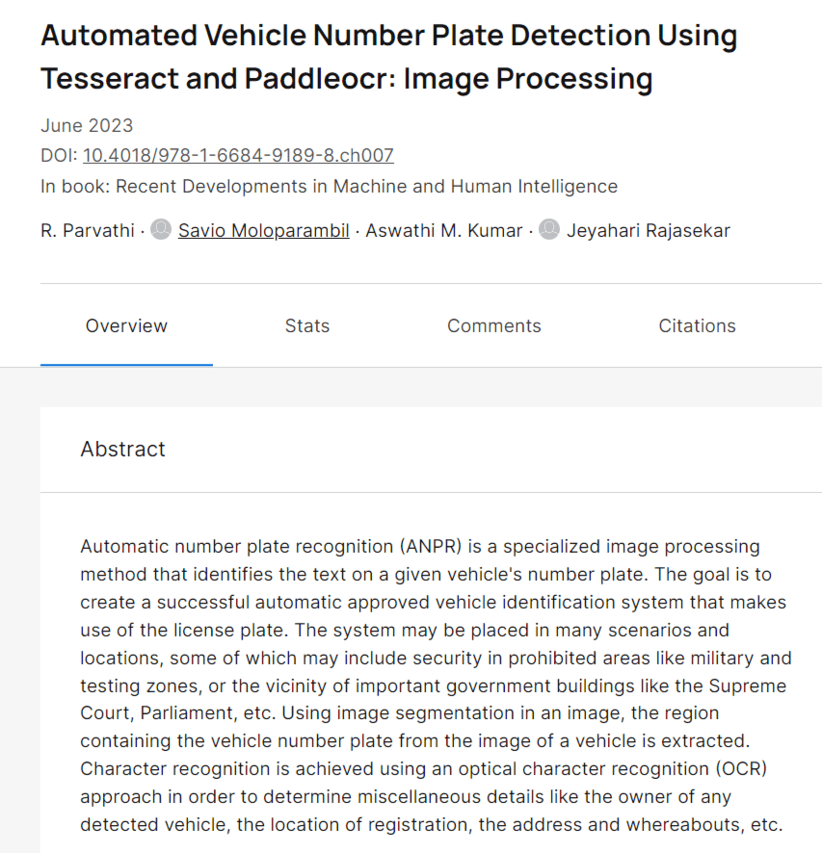 Automated Vehicle Number Plate Detection Using
Tesseract and Paddleocr: Image Processing
June 2023
DOI: 10.4018/978-1-6684-9189-8.ch007
In book: Recent Developments in Machine and Human Intelligence
R. Parvathi · Savio Moloparambil · Aswathi M. Kumar · Jeyahari Rajasekar
Overview Stats Comments Citations
Abstract
Automatic number plate recognition (ANPR) is a specialized image processing
method that identifies the text on a given vehicle's number plate. The goal is to
create a successful automatic approved vehicle identification system that makes
use of the license plate. The system may be placed in many scenarios and
locations, some of which may include security in prohibited areas like military and
testing zones, or the vicinity of important government buildings like the Supreme
Court, Parliament, etc. Using image segmentation in an image, the region
containing the vehicle number plate from the image of a vehicle is extracted.
Character recognition is achieved using an optical character recognition (OCR)
approach in order to determine miscellaneous details like the owner of any
detected vehicle, the location of registration, the address and whereabouts, etc.